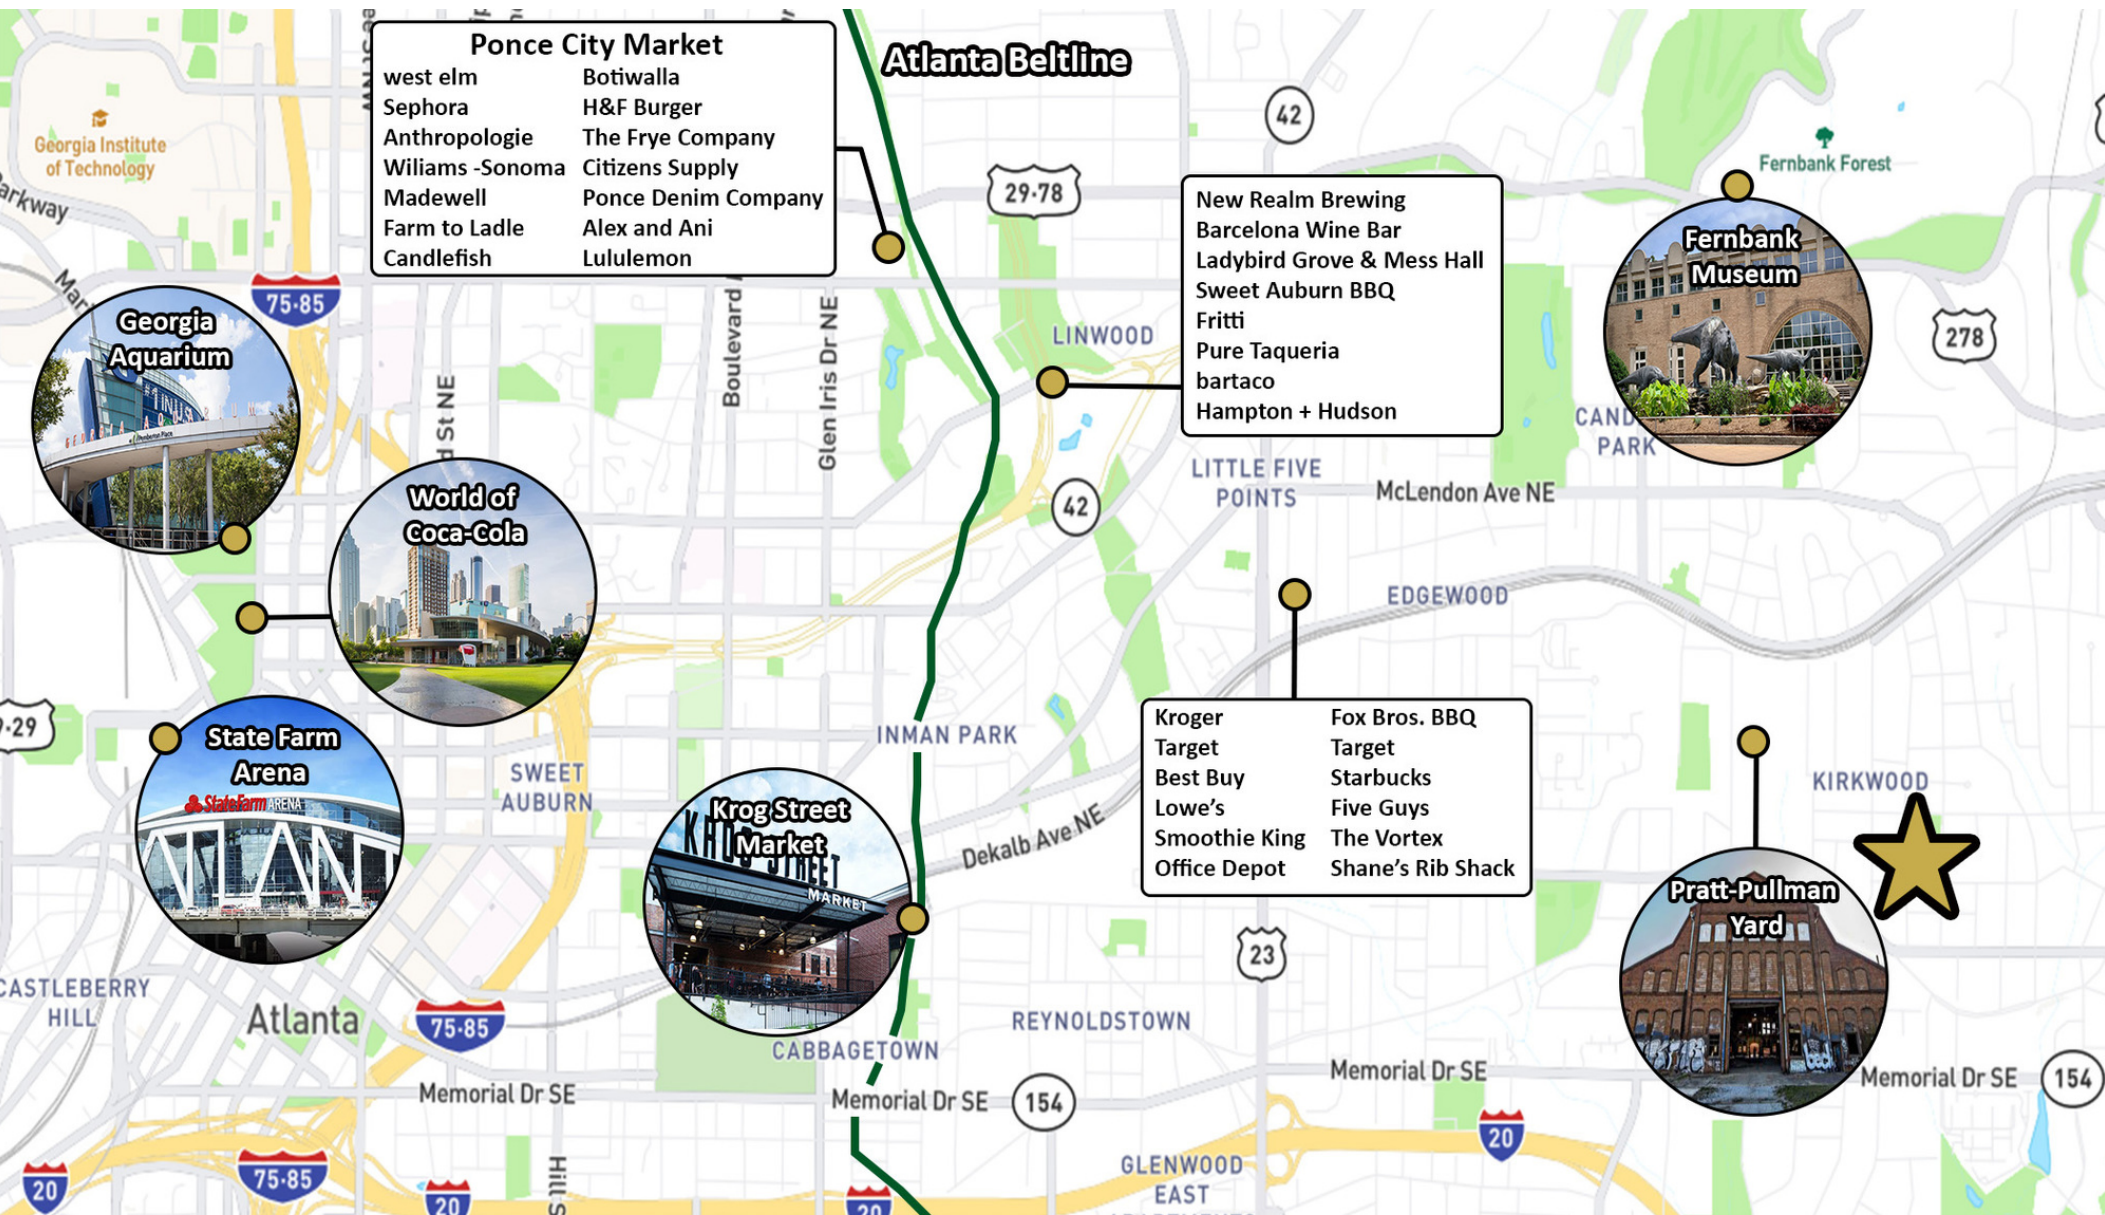 Ponce City Market
west elm
Sephora
Anthropologie
Wiliams -Sonoma
Madewell
Farm to Ladle
Candlefish
Botiwalla
H&F Burger
The Frye Company
Citizens Supply
Ponce Denim Company
Alex and Ani
Lululemon
Atlanta Beltline
42
29·78
Georgia Institute
of Technology
Fernbank Forest
New Realm Brewing
Barcelona Wine Bar
Ladybird Grove & Mess Hall
Sweet Auburn BBQ
Fritti
Pure Taqueria
bartaco
Hampton + Hudson
Fernbank
Museum
278
75·85
Georgia
Aquarium
Boulevard
Glen Iris Dr NE
d St NE
LINWOOD
PARK
LITTLE FIVE
POINTS
McLendon Ave NE
42
World of
Coca-Cola
EDGEWOOD
State Farm
Arena
State Farm ARENA
SWEET
AUBURN
INMAN PARK
Krog Street
Market
MARKET
Dekalb Ave NE
Kroger
Target
Best Buy
Lowe's
Smoothie King
Office Depot
Fox Bros. BBQ
Target
Starbucks
Five Guys
The Vortex
Shane's Rib Shack
KIRKWOOD
Pratt-Pullman
Yard
23
CASTLEBERRY
HILL
Atlanta
75·85
REYNOLDSTOWN
CABBAGETOWN
Memorial Dr SE
Memorial Dr SE
154
Memorial Dr SE
Memorial Dr SE
154
20
75·85
20
20
20
Hill S
GLENWOOD
EAST